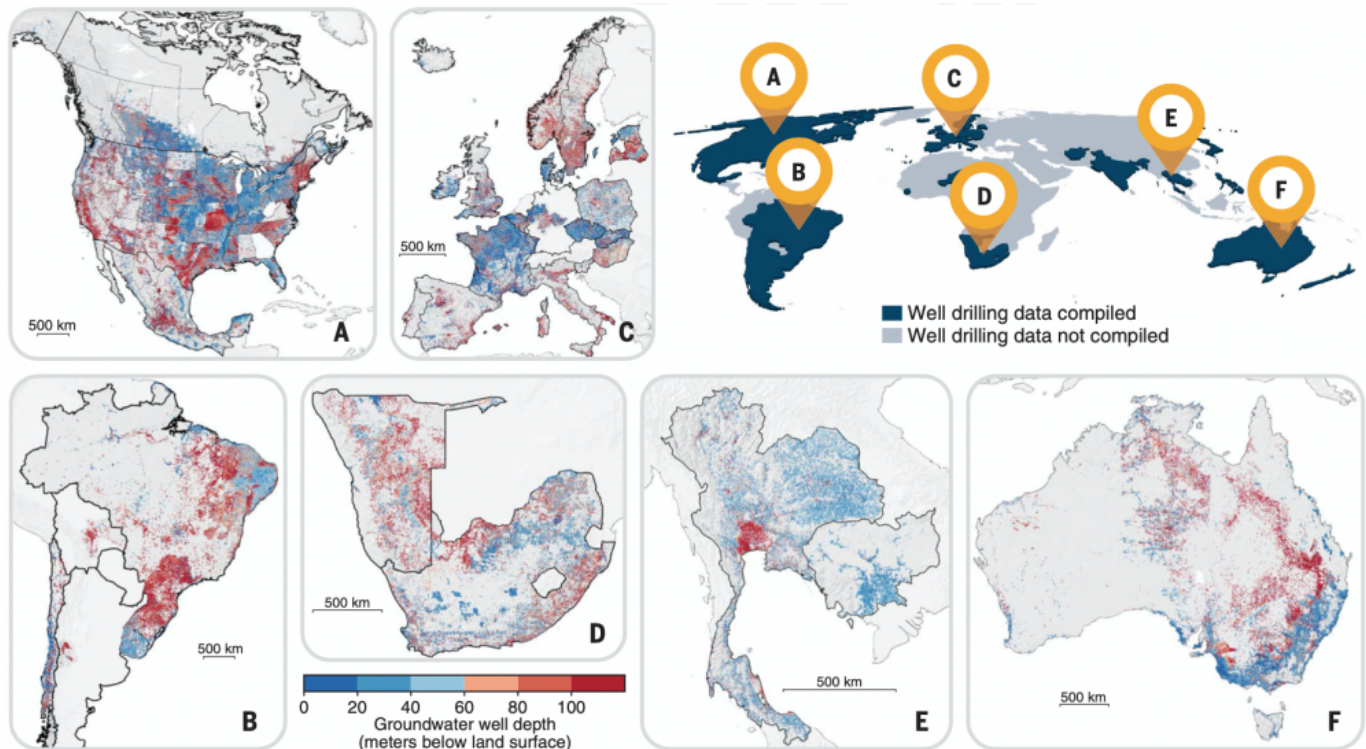 500 km
A
500 km
C
A
B
C
D
E
F
Well drilling data compiled
Well drilling data not compiled
500 km
B
500 km
D
0 20 40 60 80 100
Groundwater well depth
(meters below land surface)
500 km
E
500 km
F